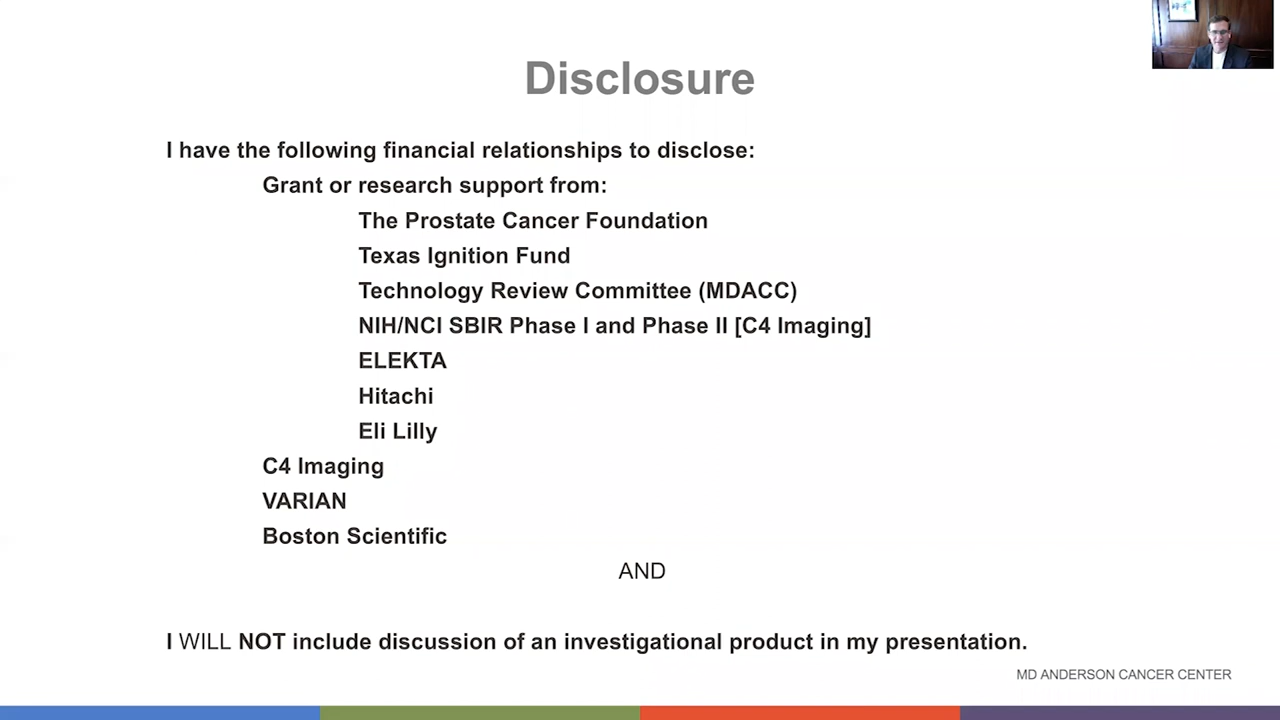 Disclosure
I have the following financial relationships to disclose:
Grant or research support from:
The Prostate Cancer Foundation
Texas Ignition Fund
Technology Review Committee (MDACC)
NIH/NCI SBIR Phase I and Phase II [C4 Imaging]
ELEKTA
Hitachi
Eli Lilly
C4 Imaging
VARIAN
Boston Scientific
AND
I WILL NOT include discussion of an investigational product in my presentation.
MD ANDERSON CANCER CENTER